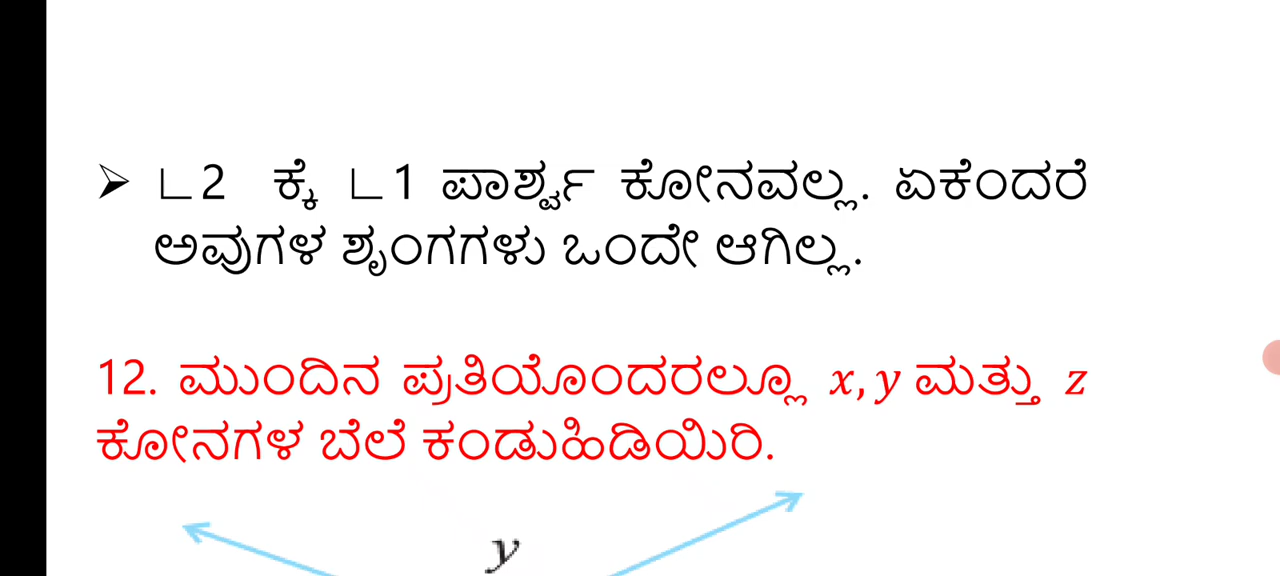 ➢ ∟2 ಕ್ಕೆ ∟1 ಪಾರ್ಶ್ವ ಕೋನವಲ್ಲ. ಏಕೆಂದರೆ
ಅವುಗಳ ಶೃಂಗಗಳು ಒಂದೇ ಆಗಿಲ್ಲ.
12. ಮುಂದಿನ ಪ್ರತಿಯೊಂದರಲ್ಲೂ x, y ಮತ್ತು z
ಕೋನಗಳ ಬೆಲೆ ಕಂಡುಹಿಡಿಯಿರಿ.
y